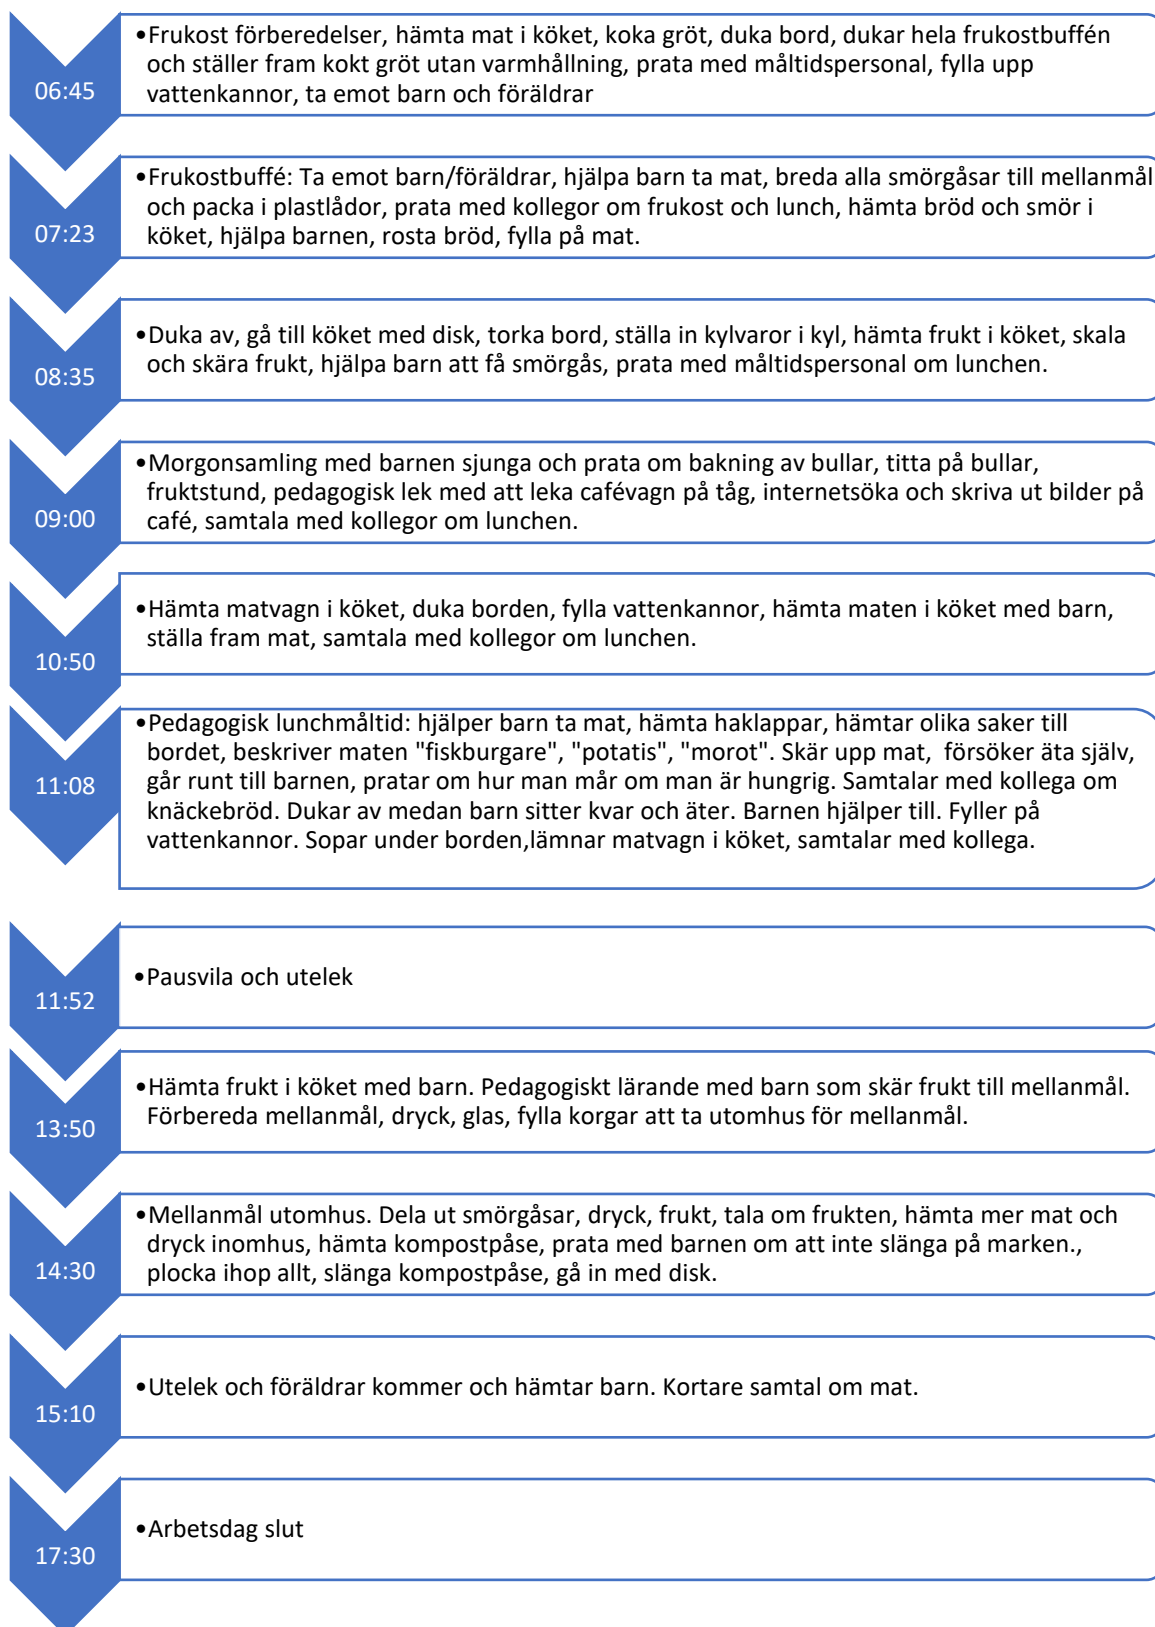 06:45
•Frukost förberedelser, hämta mat i köket, koka gröt, duka bord, dukar hela frukostbuffén
och ställer fram kokt gröt utan varmhållning, prata med måltidspersonal, fylla upp
vattenkannor, ta emot barn och föräldrar
07:23
•Frukostbuffé: Ta emot barn/föräldrar, hjälpa barn ta mat, breda alla smörgåsar till mellanmål
och packa i plastlådor, prata med kollegor om frukost och lunch, hämta bröd och smör i
köket, hjälpa barnen, rosta bröd, fylla på mat.
08:35
•Duka av, gå till köket med disk, torka bord, ställa in kylvaror i kyl, hämta frukt i köket, skala
och skära frukt, hjälpa barn att få smörgås, prata med måltidspersonal om lunchen.
09:00
•Morgonsamling med barnen sjunga och prata om bakning av bullar, titta på bullar,
fruktstund, pedagogisk lek med att leka cafévagn på tåg, internetsöka och skriva ut bilder på
café, samtala med kollegor om lunchen.
10:50
•Hämta matvagn i köket, duka borden, fylla vattenkannor, hämta maten i köket med barn,
ställa fram mat, samtala med kollegor om lunchen.
11:08
•Pedagogisk lunchmåltid: hjälper barn ta mat, hämta haklappar, hämtar olika saker till
bordet, beskriver maten "fiskburgare", "potatis", "morot". Skär upp mat,  försöker äta själv,
går runt till barnen, pratar om hur man mår om man är hungrig. Samtalar med kollega om
knäckebröd. Dukar av medan barn sitter kvar och äter. Barnen hjälper till. Fyller på
vattenkannor. Sopar under borden,lämnar matvagn i köket, samtalar med kollega.
11:52
•Pausvila och utelek
13:50
•Hämta frukt i köket med barn. Pedagogiskt lärande med barn som skär frukt till mellanmål.
Förbereda mellanmål, dryck, glas, fylla korgar att ta utomhus för mellanmål.
14:30
•Mellanmål utomhus. Dela ut smörgåsar, dryck, frukt, tala om frukten, hämta mer mat och
dryck inomhus, hämta kompostpåse, prata med barnen om att inte slänga på marken.,
plocka ihop allt, slänga kompostpåse, gå in med disk.
15:10
•Utelek och föräldrar kommer och hämtar barn. Kortare samtal om mat.
17:30
•Arbetsdag slut